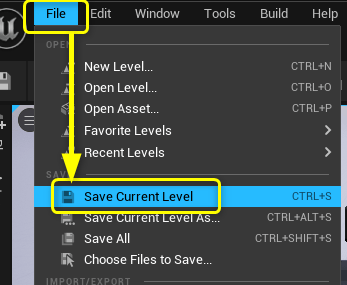 File Edit Window Tools Build Help
OPEN
New Level... CTRL+N
Open Level... CTRL+O
Open Asset... CTRL+P
Favorite Levels
Recent Levels
SAVE
Save Current Level CTRL+S
Save Current Level As... CTRL+ALT+S
Save All CTRL+SHIFT+S
Choose Files to Save...
IMPORT/EXPORT